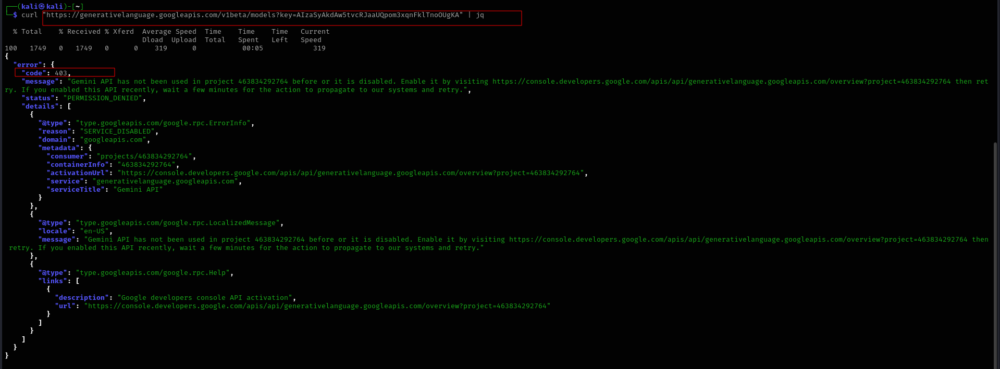 ┌──(kali㉿kali)-[~]
└─$ curl "https://generativelanguage.googleapis.com/v1beta/models?key=AIzaSyAkdAw5tvcRJaaUQpom3xqnFklTnoOUgKA" | jq
% Total % Received % Xferd Average Speed Time Time Time Current
Dload Upload Total Spent Left Speed
100 1749 0 1749 0 0 319 0 00:05 319
{
"error": {
"code": 403,
"message": "Gemini API has not been used in project 463834292764 before or it is disabled. Enable it by visiting https://console.developers.google.com/apis/api/generativelanguage.googleapis.com/overview?project=463834292764 then ret
ry. If you enabled this API recently, wait a few minutes for the action to propagate to our systems and retry.",
"status": "PERMISSION_DENIED",
"details": [
{
"@type": "type.googleapis.com/google.rpc.ErrorInfo",
"reason": "SERVICE_DISABLED",
"domain": "googleapis.com",
"metadata": {
"consumer": "projects/463834292764",
"containerInfo": "463834292764",
"activationUrl": "https://console.developers.google.com/apis/api/generativelanguage.googleapis.com/overview?project=463834292764",
"service": "generativelanguage.googleapis.com",
"serviceTitle": "Gemini API"
}
},
{
"@type": "type.googleapis.com/google.rpc.LocalizedMessage",
"locale": "en-US",
"message": "Gemini API has not been used in project 463834292764 before or it is disabled. Enable it by visiting https://console.developers.google.com/apis/api/generativelanguage.googleapis.com/overview?project=463834292764 then
retry. If you enabled this API recently, wait a few minutes for the action to propagate to our systems and retry."
},
{
"@type": "type.googleapis.com/google.rpc.Help",
"links": [
{
"description": "Google developers console API activation",
"url": "https://console.developers.google.com/apis/api/generativelanguage.googleapis.com/overview?project=463834292764"
}
]
}
]
}
}